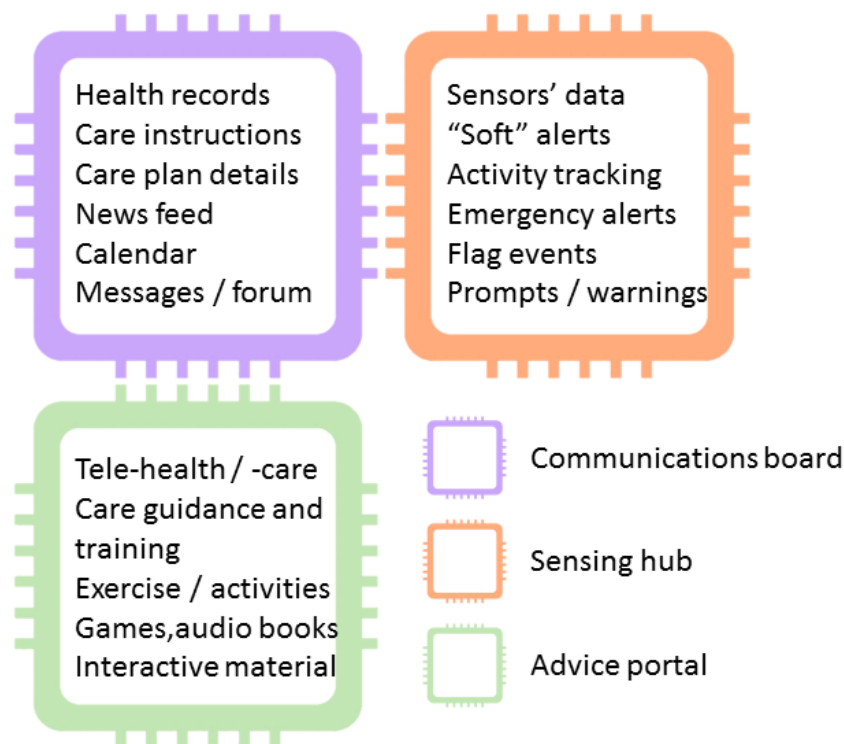 Health records
Care instructions
Care plan details
News feed
Calendar
Messages / forum
Sensors’ data
“Soft” alerts
Activity tracking
Emergency alerts
Flag events
Prompts / warnings
Tele-health / -care
Care guidance and
training
Exercise / activities
Games,audio books
Interactive material
Communications board
Sensing hub
Advice portal